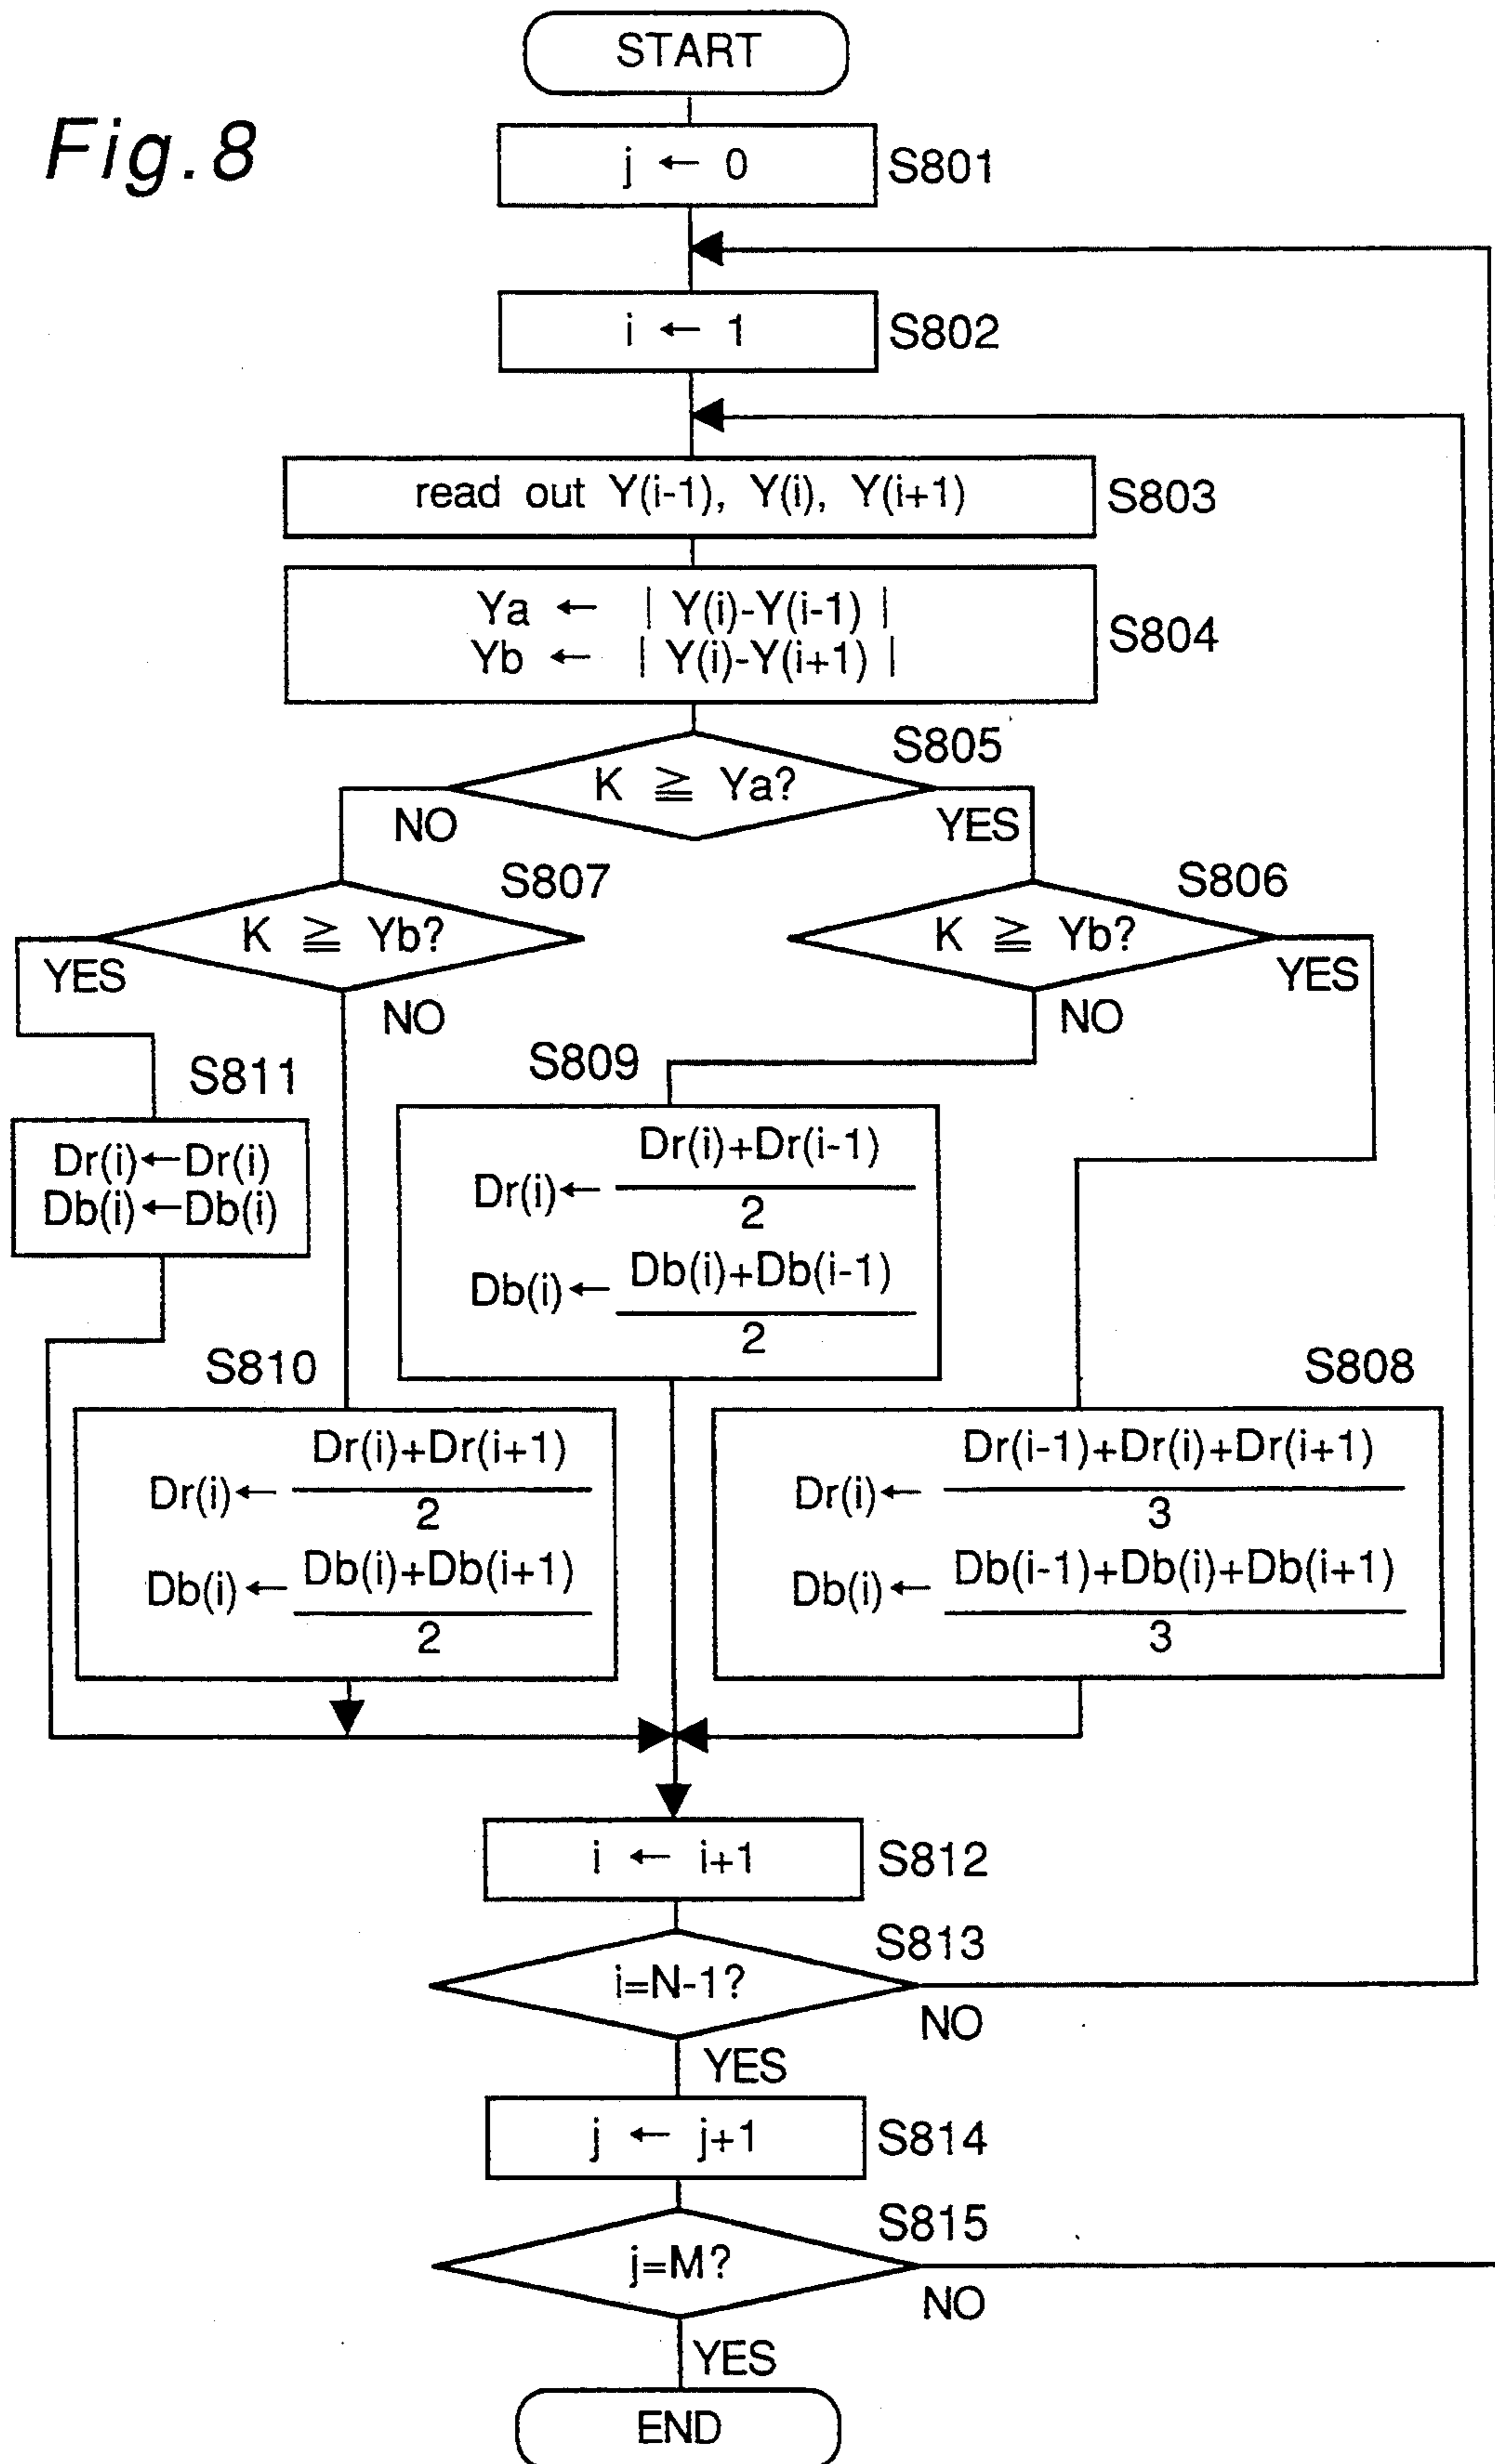 Fig.8
START
j ← 0
S801
i ← 1
S802
read out Y(i-1), Y(i), Y(i+1)
S803
Ya ← | Y(i)-Y(i-1) |
Yb ← | Y(i)-Y(i+1) |
S804
S805
K ≧ Ya?
NO
YES
S807
K ≧ Yb?
YES
NO
S806
K ≧ Yb?
YES
NO
S811
Dr(i)←Dr(i)
Db(i)←Db(i)
S809
Dr(i)+Dr(i-1)
Dr(i)←
2
Db(i)+Db(i-1)
Db(i)←
2
S810
Dr(i)+Dr(i+1)
Dr(i)←
2
Db(i)+Db(i+1)
Db(i)←
2
S808
Dr(i-1)+Dr(i)+Dr(i+1)
Dr(i)←
3
Db(i-1)+Db(i)+Db(i+1)
Db(i)←
3
i ← i+1
S812
S813
i=N-1?
NO
YES
j ← j+1
S814
S815
j=M?
NO
YES
END